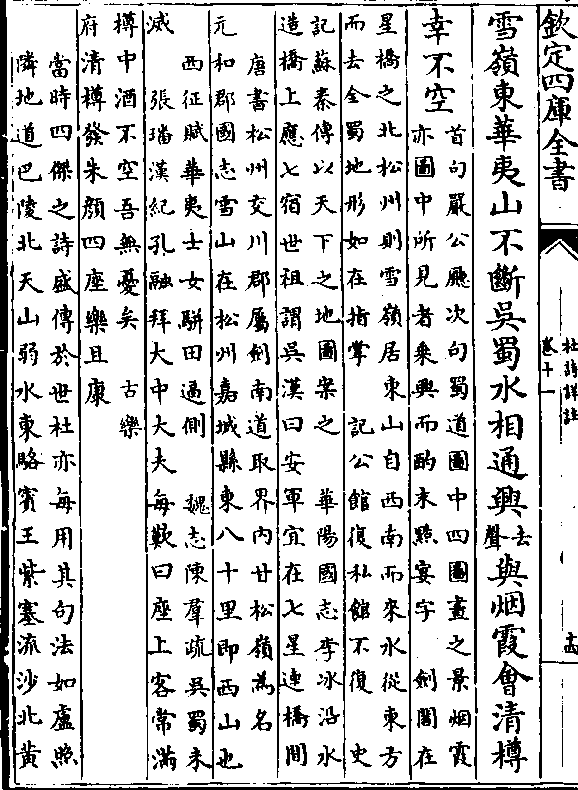 欽定四庫全書
杜詩詳註
卷十一
雪嶺東華夷山不斷吳蜀水相通興去聲與烟霞會清樽
幸不空
首句嚴公廳次句蜀道圖中四圖畫之景烟霞
亦圖中所見者乘興而酌末點宴字 劍閣在
星橋之北松州則雪嶺居東山自西南而來水從東方
而去全蜀地形如在指掌 記公館復私館不復 史
記蘇秦傳以天下之地圖案之 華陽國志李冰沿水
造橋上應七宿世祖謂吳漢曰安軍宜在七星連橋間
唐書松州交川郡屬劍南道取界內甘松嶺為名
元和郡國志雪山在松州嘉城縣東八十里即西山也
西征賦華夷士女駢田逼側 魏志陳羣疏吳蜀未
滅 張璠漢紀孔融拜大中大夫每歎曰座上客常滿
樽中酒不空吾無憂矣 古樂
府清樽發朱顏四座樂且康
當時四傑之詩盛傳於世杜亦每用其句法如盧照
隣地道巴陵北天山弱水東駱賓王紫塞流沙北黃